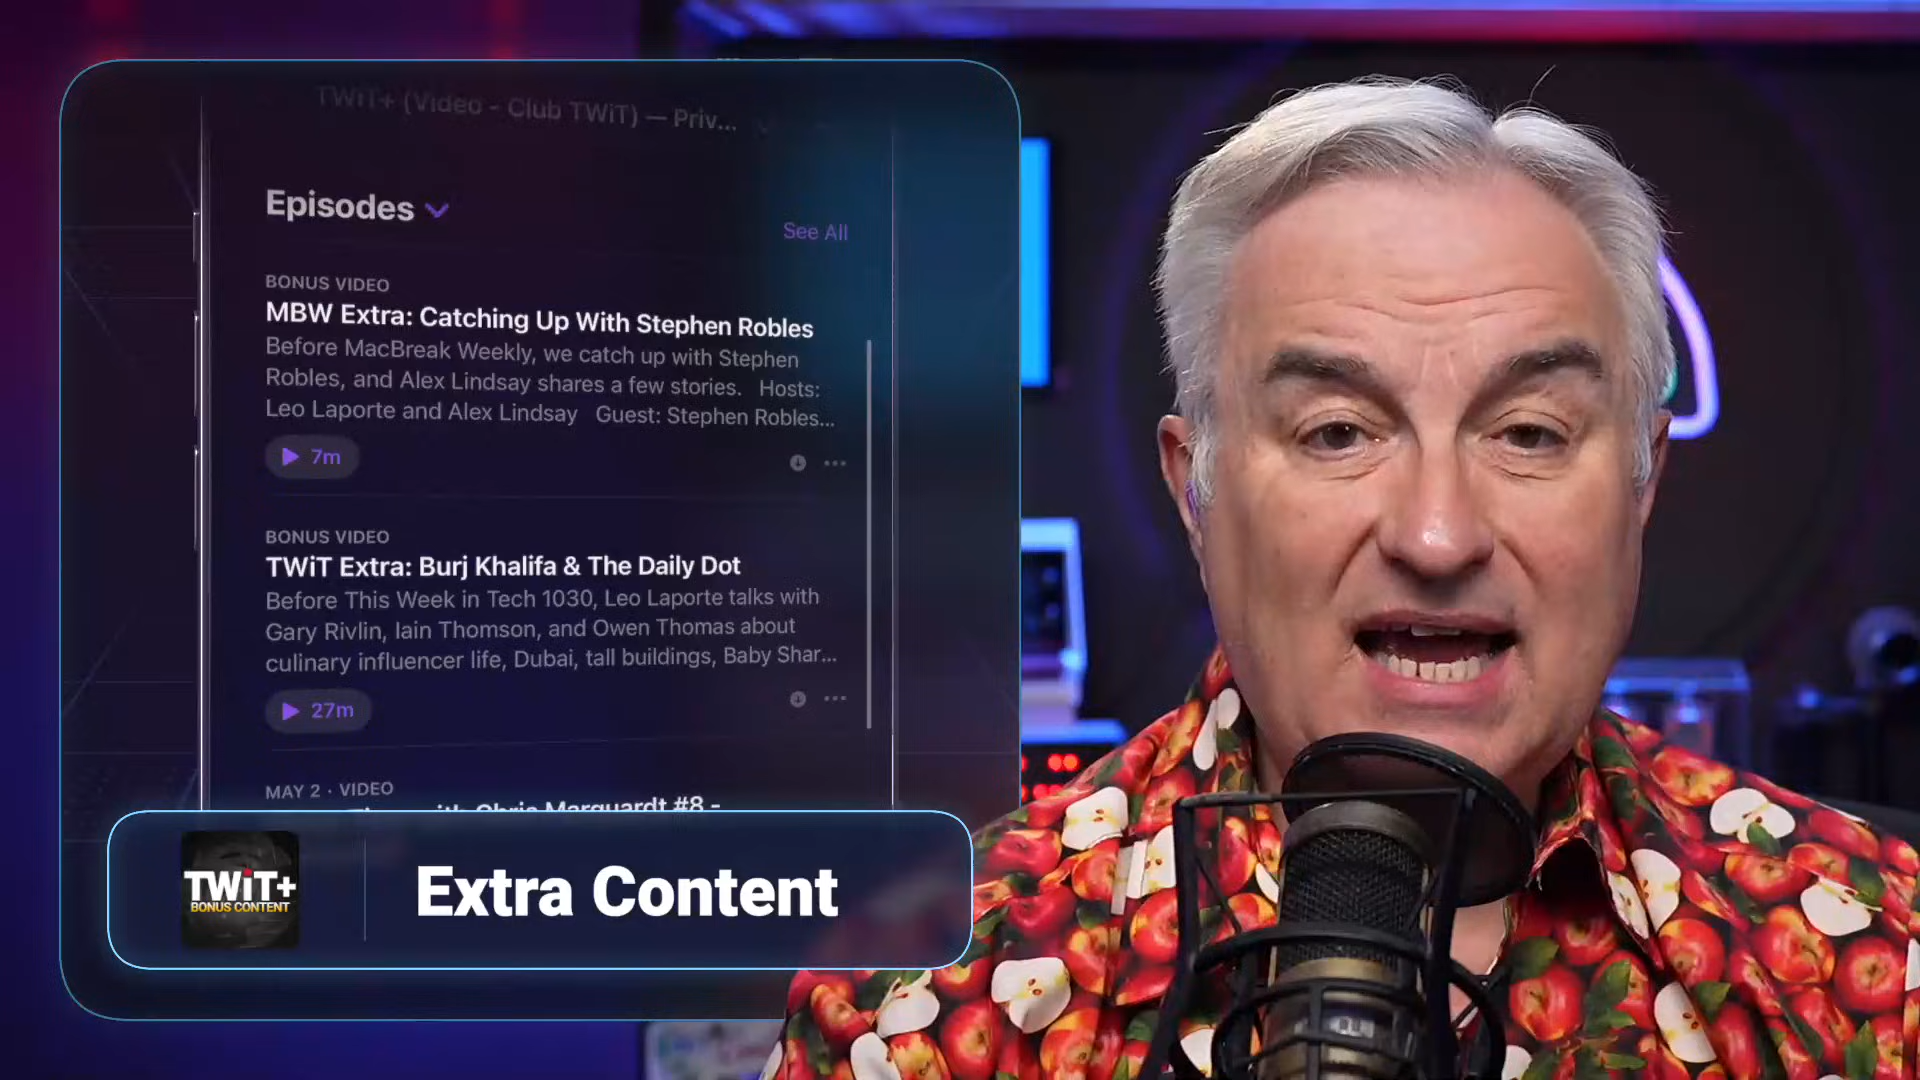 TWiT+ (Video - Club TWiT) — Priv...
Episodes
See All
BONUS VIDEO
MBW Extra: Catching Up With Stephen Robles
Before MacBreak Weekly, we catch up with Stephen
Robles, and Alex Lindsay shares a few stories. Hosts:
Leo Laporte and Alex Lindsay Guest: Stephen Robles...
7m
BONUS VIDEO
TWiT Extra: Burj Khalifa & The Daily Dot
Before This Week in Tech 1030, Leo Laporte talks with
Gary Rivlin, Iain Thomson, and Owen Thomas about
culinary influencer life, Dubai, tall buildings, Baby Shar...
27m
MAY 2 · VIDEO
with Chris Marquardt #8 -
TWiT+
BONUS CONTENT
Extra Content